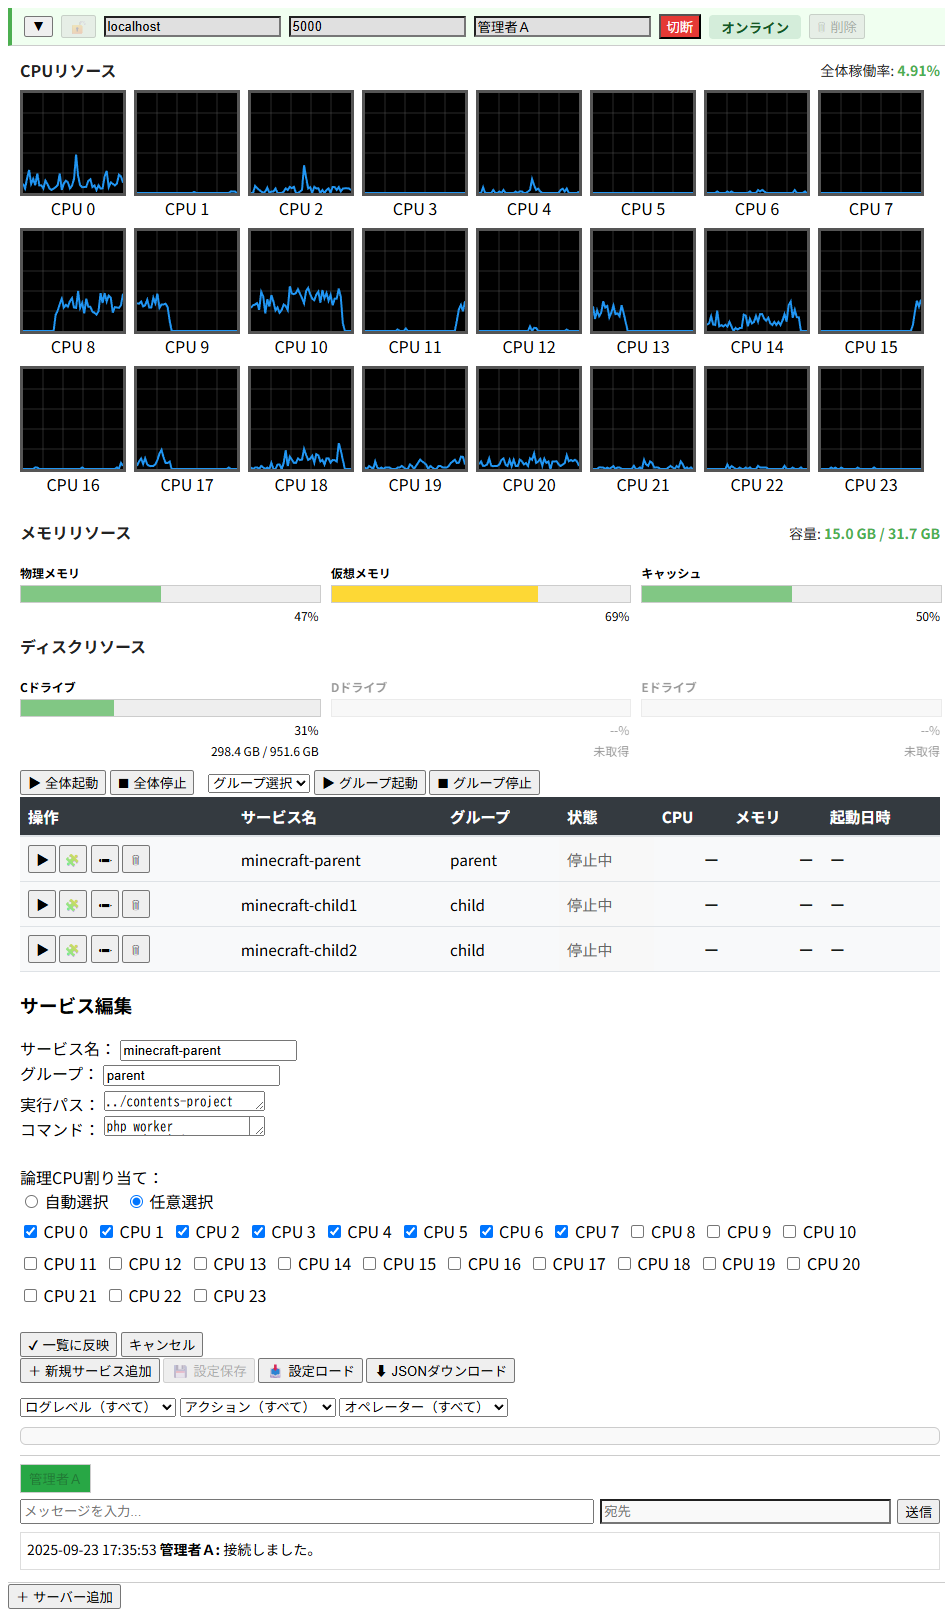 ▼ localhost 5000 管理者A 切断 オンライン 削除
CPUリソース 全体稼働率: 4.91%
CPU 0 CPU 1 CPU 2 CPU 3 CPU 4 CPU 5 CPU 6 CPU 7
CPU 8 CPU 9 CPU 10 CPU 11 CPU 12 CPU 13 CPU 14 CPU 15
CPU 16 CPU 17 CPU 18 CPU 19 CPU 20 CPU 21 CPU 22 CPU 23
メモリリソース 容量: 15.0 GB / 31.7 GB
物理メモリ 仮想メモリ キャッシュ
47% 69% 50%
ディスクリソース
Cドライブ Dドライブ Eドライブ
31% --% --%
298.4 GB / 951.6 GB 未取得 未取得
▶ 全体起動 ■ 全体停止 グループ選択 ▶ グループ起動 ■ グループ停止
操作 サービス名 グループ 状態 CPU メモリ 起動日時
▶ minecraft-parent parent 停止中 ー ー ー
▶ minecraft-child1 child 停止中 ー ー ー
▶ minecraft-child2 child 停止中 ー ー ー
サービス編集
サービス名： minecraft-parent
グループ： parent
実行パス： ../contents-project
コマンド： php worker
論理CPU割り当て：
自動選択 任意選択
CPU 0 CPU 1 CPU 2 CPU 3 CPU 4 CPU 5 CPU 6 CPU 7 CPU 8 CPU 9 CPU 10
CPU 11 CPU 12 CPU 13 CPU 14 CPU 15 CPU 16 CPU 17 CPU 18 CPU 19 CPU 20
CPU 21 CPU 22 CPU 23
✓ 一覧に反映 キャンセル
＋ 新規サービス追加 設定保存 設定ロード ⬇ JSONダウンロード
ログレベル（すべて） アクション（すべて） オペレーター（すべて）
管理者A
メッセージを入力... 宛先 送信
2025-09-23 17:35:53 管理者A: 接続しました。
＋ サーバー追加